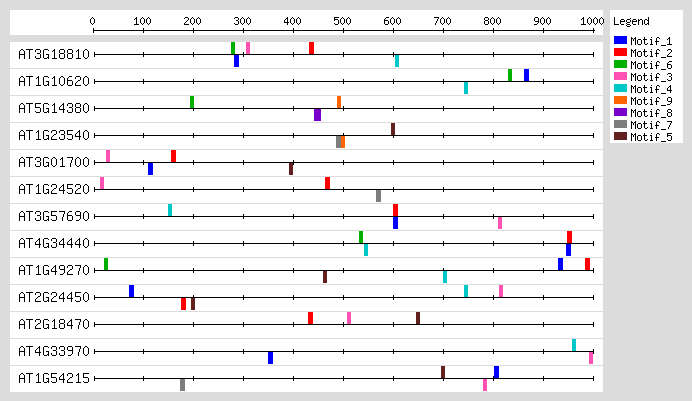 0 100 200 300 400 500 600 700 800 900 1000
Legend
Motif_1
Motif_2
Motif_6
Motif_3
Motif_4
Motif_9
Motif_8
Motif_7
Motif_5
AT3G18810
AT1G10620
AT5G14380
AT1G23540
AT3G01700
AT1G24520
AT3G57690
AT4G34440
AT1G49270
AT2G24450
AT2G18470
AT4G33970
AT1G54215